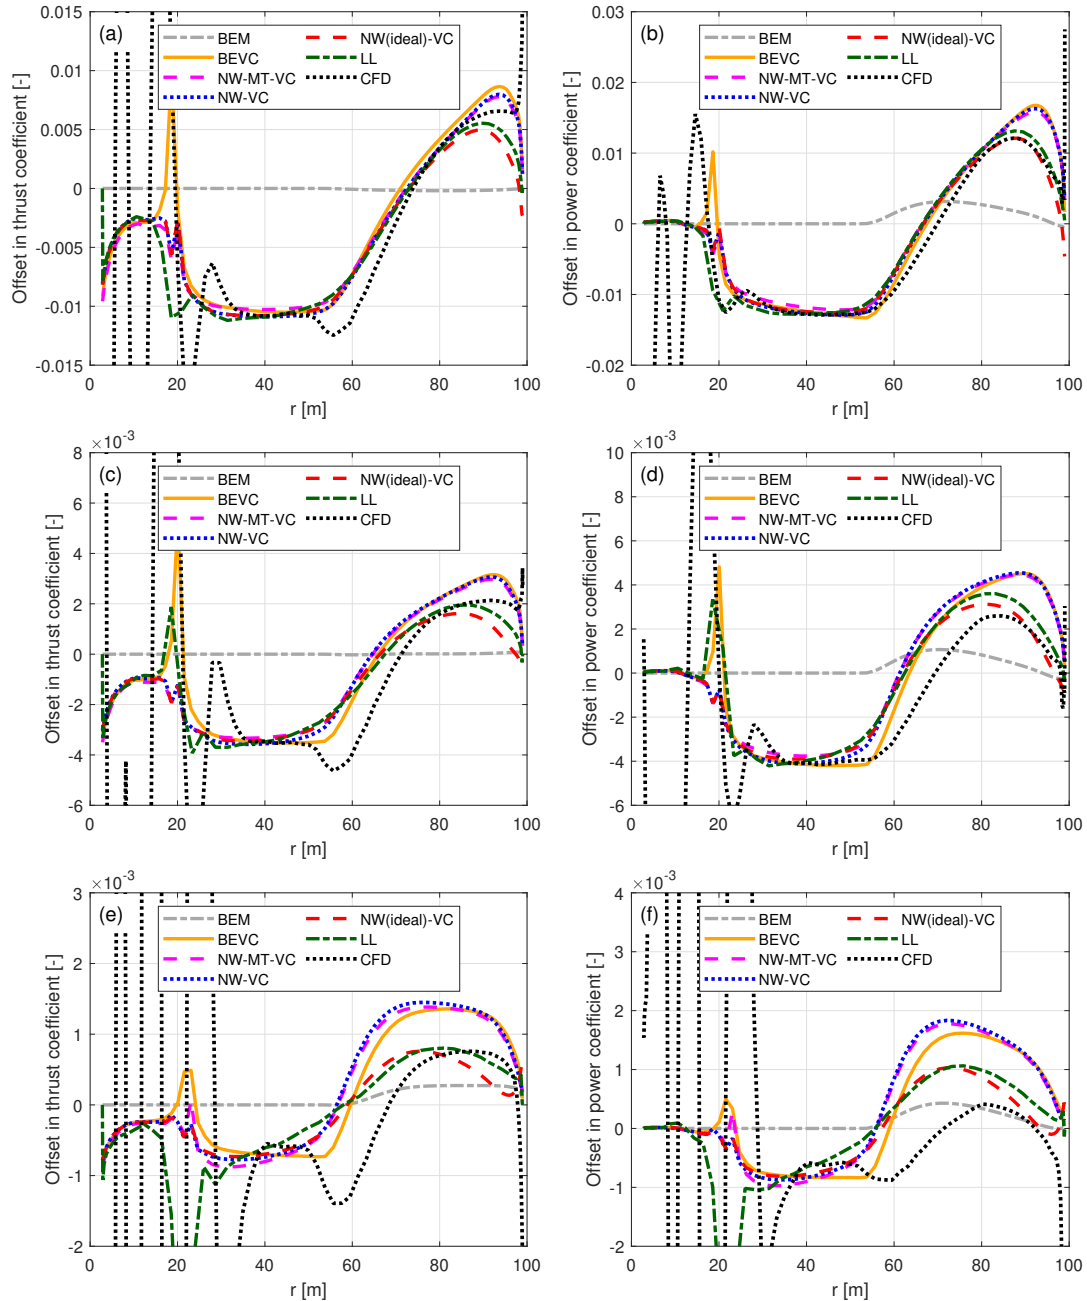 (a)
BEM
BEVC
NW-MT-VC
NW-VC
NW(ideal)-VC
LL
CFD
0.015
0.01
0.005
0
-0.005
-0.01
-0.015
Offset in thrust coefficient [-]
0 20 40 60 80 100
r [m]
(b)
BEM
BEVC
NW-MT-VC
NW-VC
NW(ideal)-VC
LL
CFD
0.03
0.02
0.01
0
-0.01
-0.02
Offset in power coefficient [-]
0 20 40 60 80 100
r [m]
×10-3
(c)
BEM
BEVC
NW-MT-VC
NW-VC
NW(ideal)-VC
LL
CFD
8
6
4
2
0
-2
-4
-6
Offset in thrust coefficient [-]
0 20 40 60 80 100
r [m]
×10-3
(d)
BEM
BEVC
NW-MT-VC
NW-VC
NW(ideal)-VC
LL
CFD
10
8
6
4
2
0
-2
-4
-6
Offset in power coefficient [-]
0 20 40 60 80 100
r [m]
×10-3
(e)
BEM
BEVC
NW-MT-VC
NW-VC
NW(ideal)-VC
LL
CFD
3
2
1
0
-1
-2
Offset in thrust coefficient [-]
0 20 40 60 80 100
r [m]
×10-3
(f)
BEM
BEVC
NW-MT-VC
NW-VC
NW(ideal)-VC
LL
CFD
4
3
2
1
0
-1
-2
Offset in power coefficient [-]
0 20 40 60 80 100
r [m]